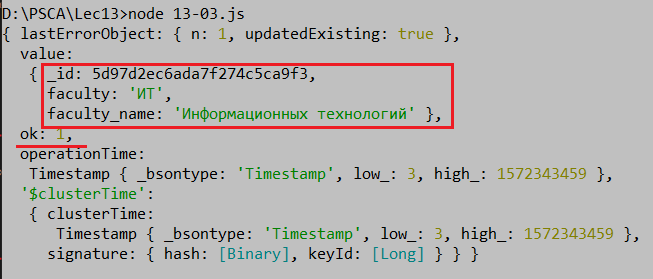 D:\PSCA\Lec13>node 13-03.js
{ lastErrorObject: { n: 1, updatedExisting: true },
value:
{ _id: 5d97d2ec6ada7f274c5ca9f3,
faculty: 'ИТ',
faculty_name: 'Информационных технологий' },
ok: 1,
operationTime:
Timestamp { _bsontype: 'Timestamp', low_: 3, high_: 1572343459 },
'$clusterTime':
{ clusterTime:
Timestamp { _bsontype: 'Timestamp', low_: 3, high_: 1572343459 },
signature: { hash: [Binary], keyId: [Long] } } }